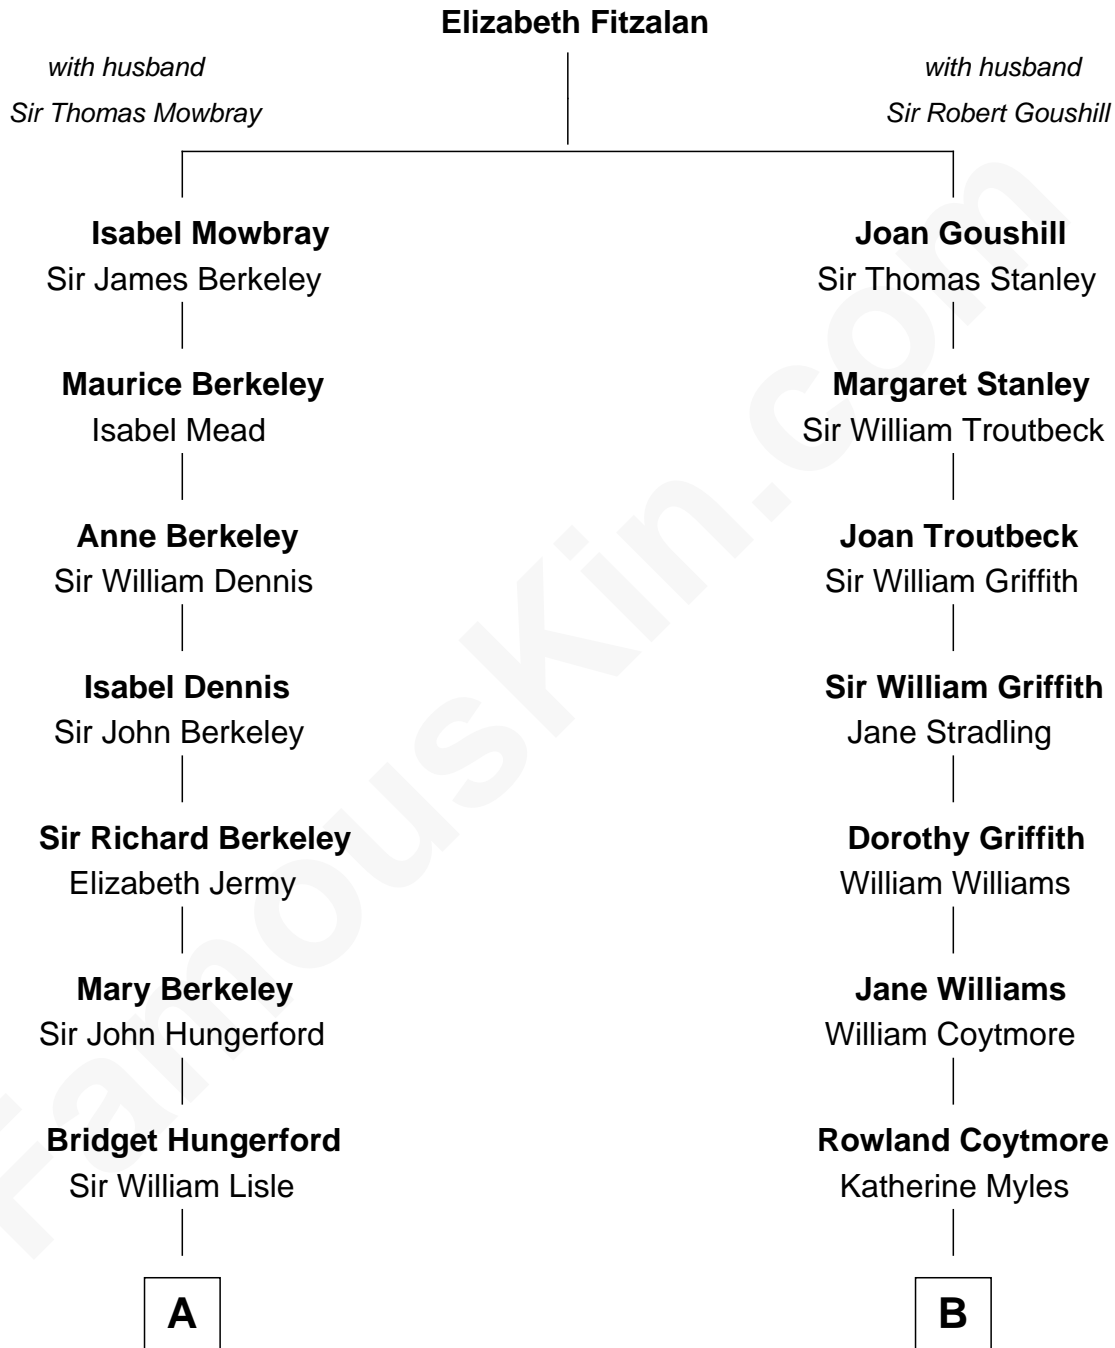 Elizabeth Fitzalan
with husband
Sir Thomas Mowbray
with husband
Sir Robert Goushill
Isabel Mowbray
Sir James Berkeley
Joan Goushill
Sir Thomas Stanley
Maurice Berkeley
Isabel Mead
Margaret Stanley
Sir William Troutbeck
Anne Berkeley
Sir William Dennis
Joan Troutbeck
Sir William Griffith
Isabel Dennis
Sir John Berkeley
Sir William Griffith
Jane Stradling
Sir Richard Berkeley
Elizabeth Jermy
Dorothy Griffith
William Williams
Mary Berkeley
Sir John Hungerford
Jane Williams
William Coytmore
Bridget Hungerford
Sir William Lisle
Rowland Coytmore
Katherine Myles
A
B
FamousKin.com